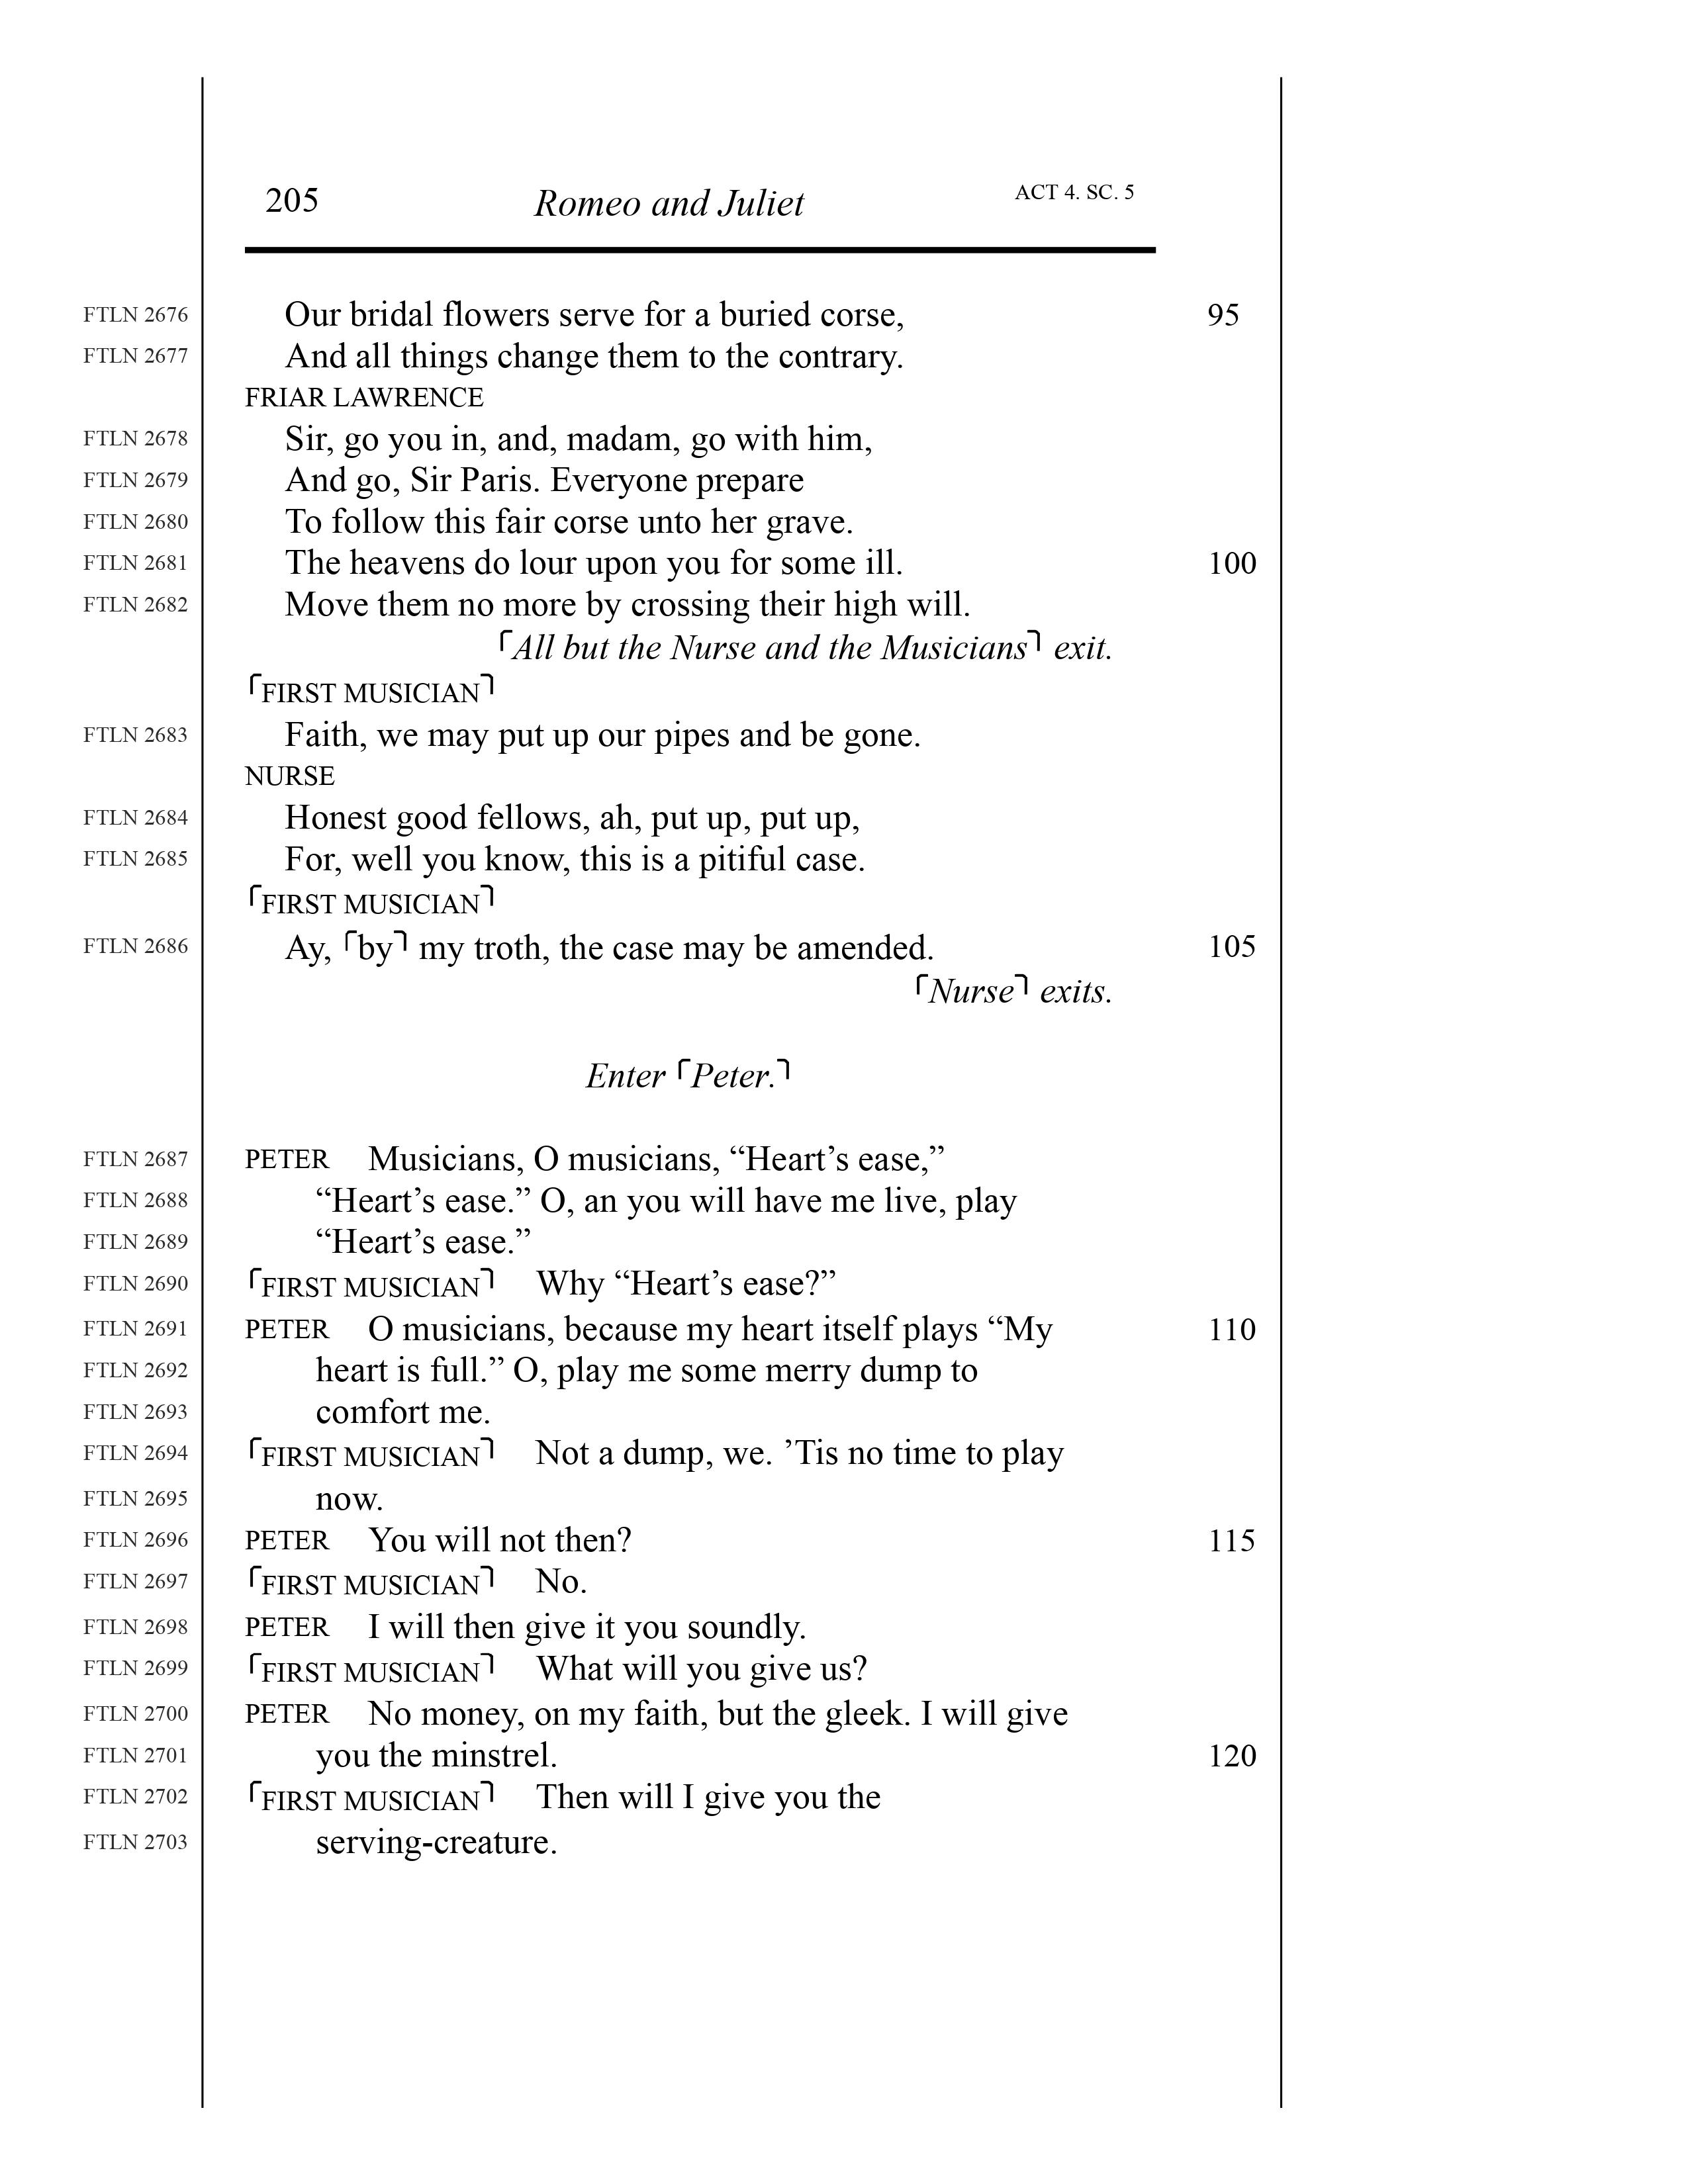 205 Romeo and Juliet ACT 4. SC. 5
FTLN 2676 Our bridal flowers serve for a buried corse, 95
FTLN 2677 And all things change them to the contrary.
FRIAR LAWRENCE
FTLN 2678 Sir, go you in, and, madam, go with him,
FTLN 2679 And go, Sir Paris. Everyone prepare
FTLN 2680 To follow this fair corse unto her grave.
FTLN 2681 The heavens do lour upon you for some ill. 100
FTLN 2682 Move them no more by crossing their high will.
⌜All but the Nurse and the Musicians⌝ exit.
⌜FIRST MUSICIAN⌝
FTLN 2683 Faith, we may put up our pipes and be gone.
NURSE
FTLN 2684 Honest good fellows, ah, put up, put up,
FTLN 2685 For, well you know, this is a pitiful case.
⌜FIRST MUSICIAN⌝
FTLN 2686 Ay, ⌜by⌝ my troth, the case may be amended. 105
⌜Nurse⌝ exits.
Enter ⌜Peter.⌝
FTLN 2687 PETER Musicians, O musicians, “Heart’s ease,”
FTLN 2688 “Heart’s ease.” O, an you will have me live, play
FTLN 2689 “Heart’s ease.”
FTLN 2690 ⌜FIRST MUSICIAN⌝ Why “Heart’s ease?”
FTLN 2691 PETER O musicians, because my heart itself plays “My 110
FTLN 2692 heart is full.” O, play me some merry dump to
FTLN 2693 comfort me.
FTLN 2694 ⌜FIRST MUSICIAN⌝ Not a dump, we. ’Tis no time to play
FTLN 2695 now.
FTLN 2696 PETER You will not then? 115
FTLN 2697 ⌜FIRST MUSICIAN⌝ No.
FTLN 2698 PETER I will then give it you soundly.
FTLN 2699 ⌜FIRST MUSICIAN⌝ What will you give us?
FTLN 2700 PETER No money, on my faith, but the gleek. I will give
FTLN 2701 you the minstrel. 120
FTLN 2702 ⌜FIRST MUSICIAN⌝ Then will I give you the
FTLN 2703 serving-creature.